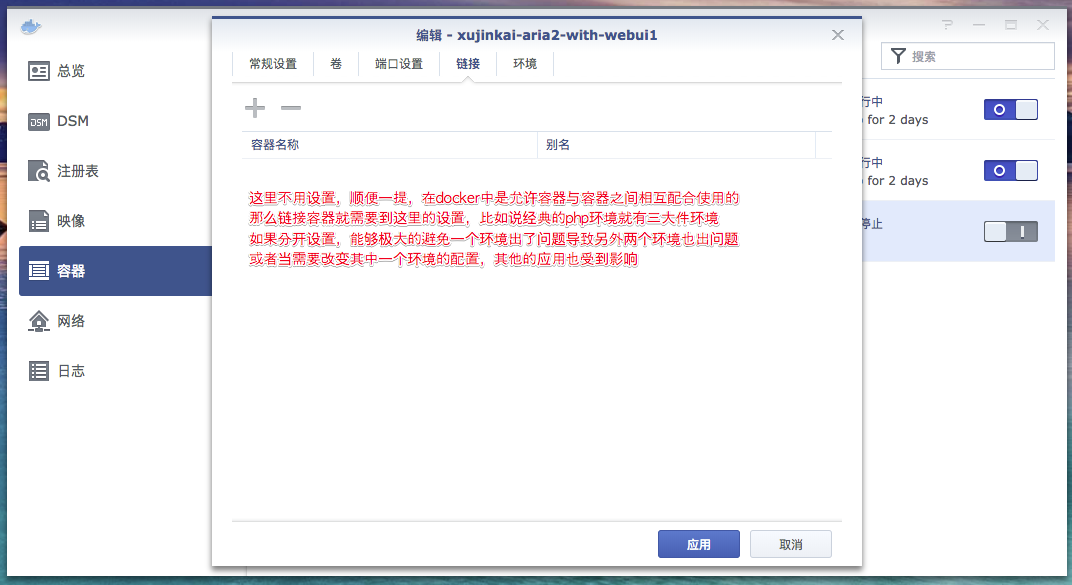 编辑 - xujinkai-aria2-with-webui1
常规设置 卷 端口设置 链接 环境
容器名称 别名
这里不用设置，顺便一提，在docker中是允许容器与容器之间相互配合使用的
那么链接容器就需要到这里的设置，比如说经典的php环境就有三大件环境
如果分开设置，能够极大的避免一个环境出了问题导致另外两个环境也出问题
或者当需要改变其中一个环境的配置，其他的应用也受到影响
应用 取消
总览
DSM
DSM
注册表
映像
容器
网络
日志
搜索
行中
for 2 days
行中
for 2 days
停止